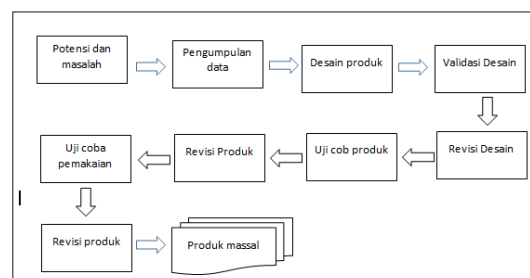 Potensi dan
masalah
Pengumpulan
data
Desain produk
Validasi Desain
Revisi Desain
Uji cob produk
Revisi Produk
Uji coba
pemakaian
Revisi produk
Produk massal